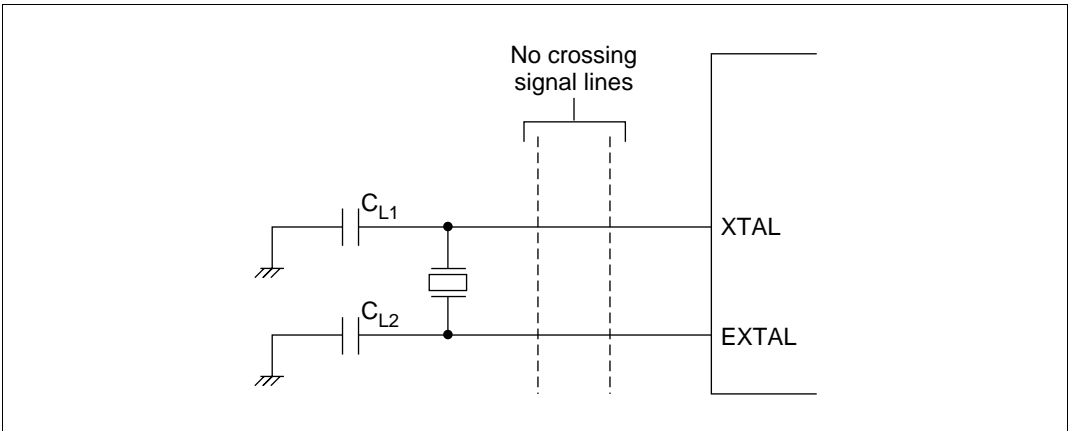 No crossing
signal lines
CL1
XTAL
CL2
EXTAL